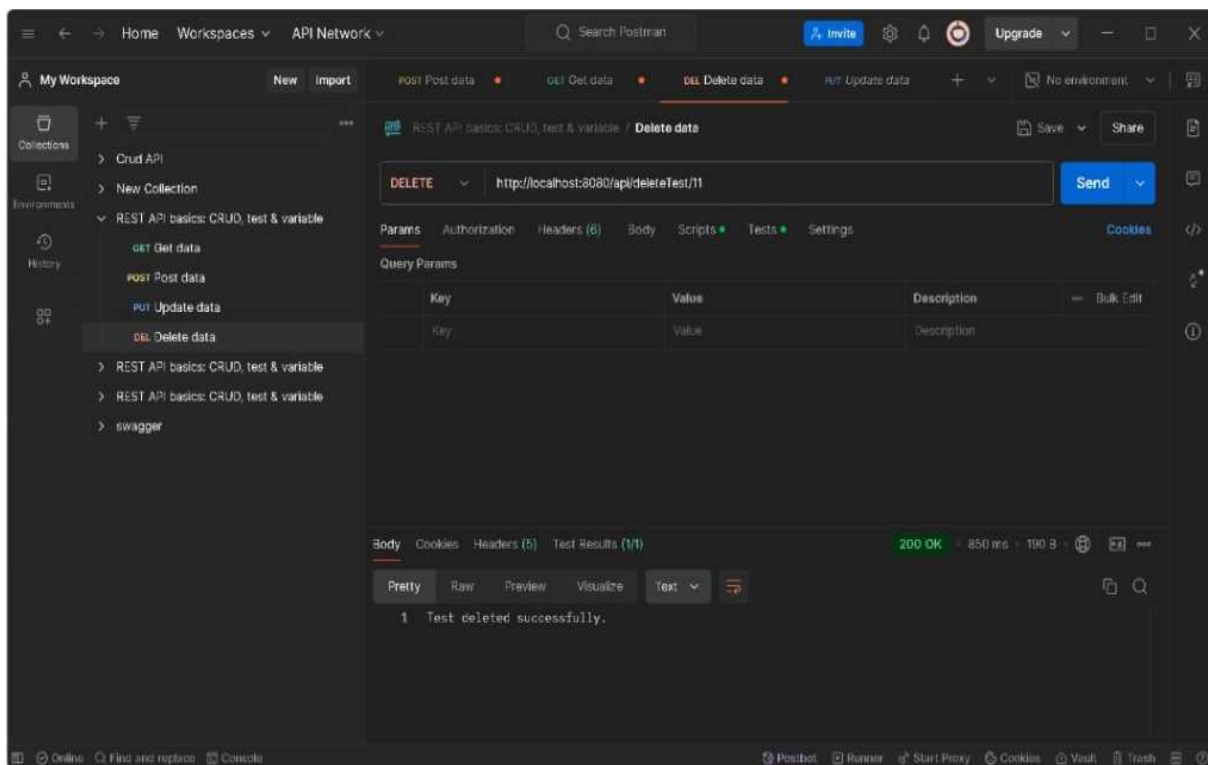 Home Workspaces API Network Search Postman Invite Upgrade
My Workspace New Import POST Post data GET Get data DEL Delete data PUT Update data No environment
Collections
Environments
History
Crud API
New Collection
REST API basics: CRUD, test & variable
GET Get data
POST Post data
PUT Update data
DEL Delete data
REST API basics: CRUD, test & variable
REST API basics: CRUD, test & variable
swagger
REST API basics: CRUD, test & variable / Delete data Save Share
DELETE http://localhost:8080/api/deleteTest/11 Send
Params Authorization Headers (6) Body Scripts Tests Settings Cookies
Query Params
Key Value Description Bulk Edit
Key Value Description
Body Cookies Headers (5) Test Results (1/1) 200 OK 850 ms 190 B
Pretty Raw Preview Visualize Text
1 Test deleted successfully.
Online Find and replace Console Postbot Runner Start Proxy Cookies Vault Trash